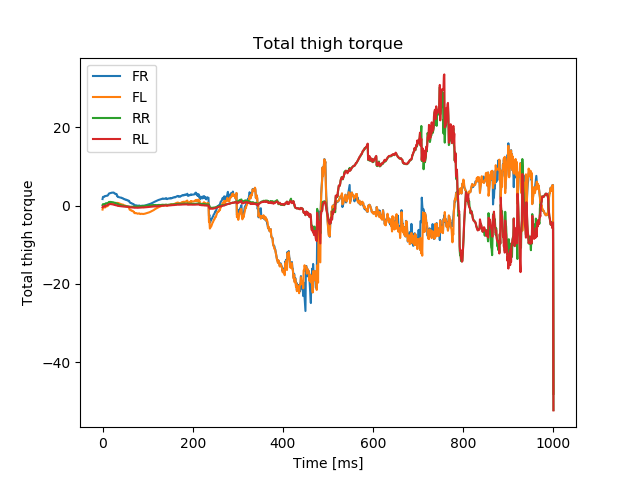 Total thigh torque
FR
FL
RR
RL
20
0
−20
−40
Total thigh torque
0
200
400
600
800
1000
Time [ms]